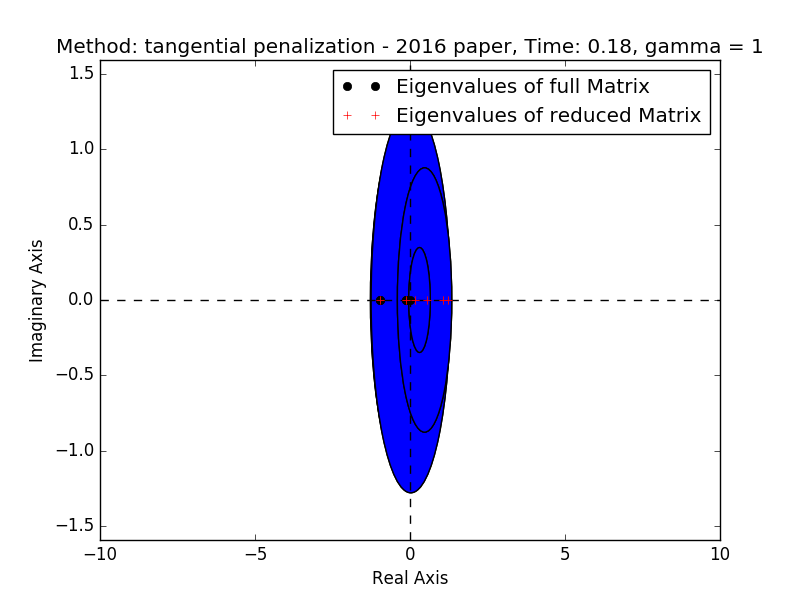 Method: tangential penalization - 2016 paper, Time: 0.18, gamma = 1
Eigenvalues of full Matrix
Eigenvalues of reduced Matrix
1.5
1.0
0.5
0.0
−0.5
−1.0
−1.5
Imaginary Axis
−10
−5
0
5
10
Real Axis